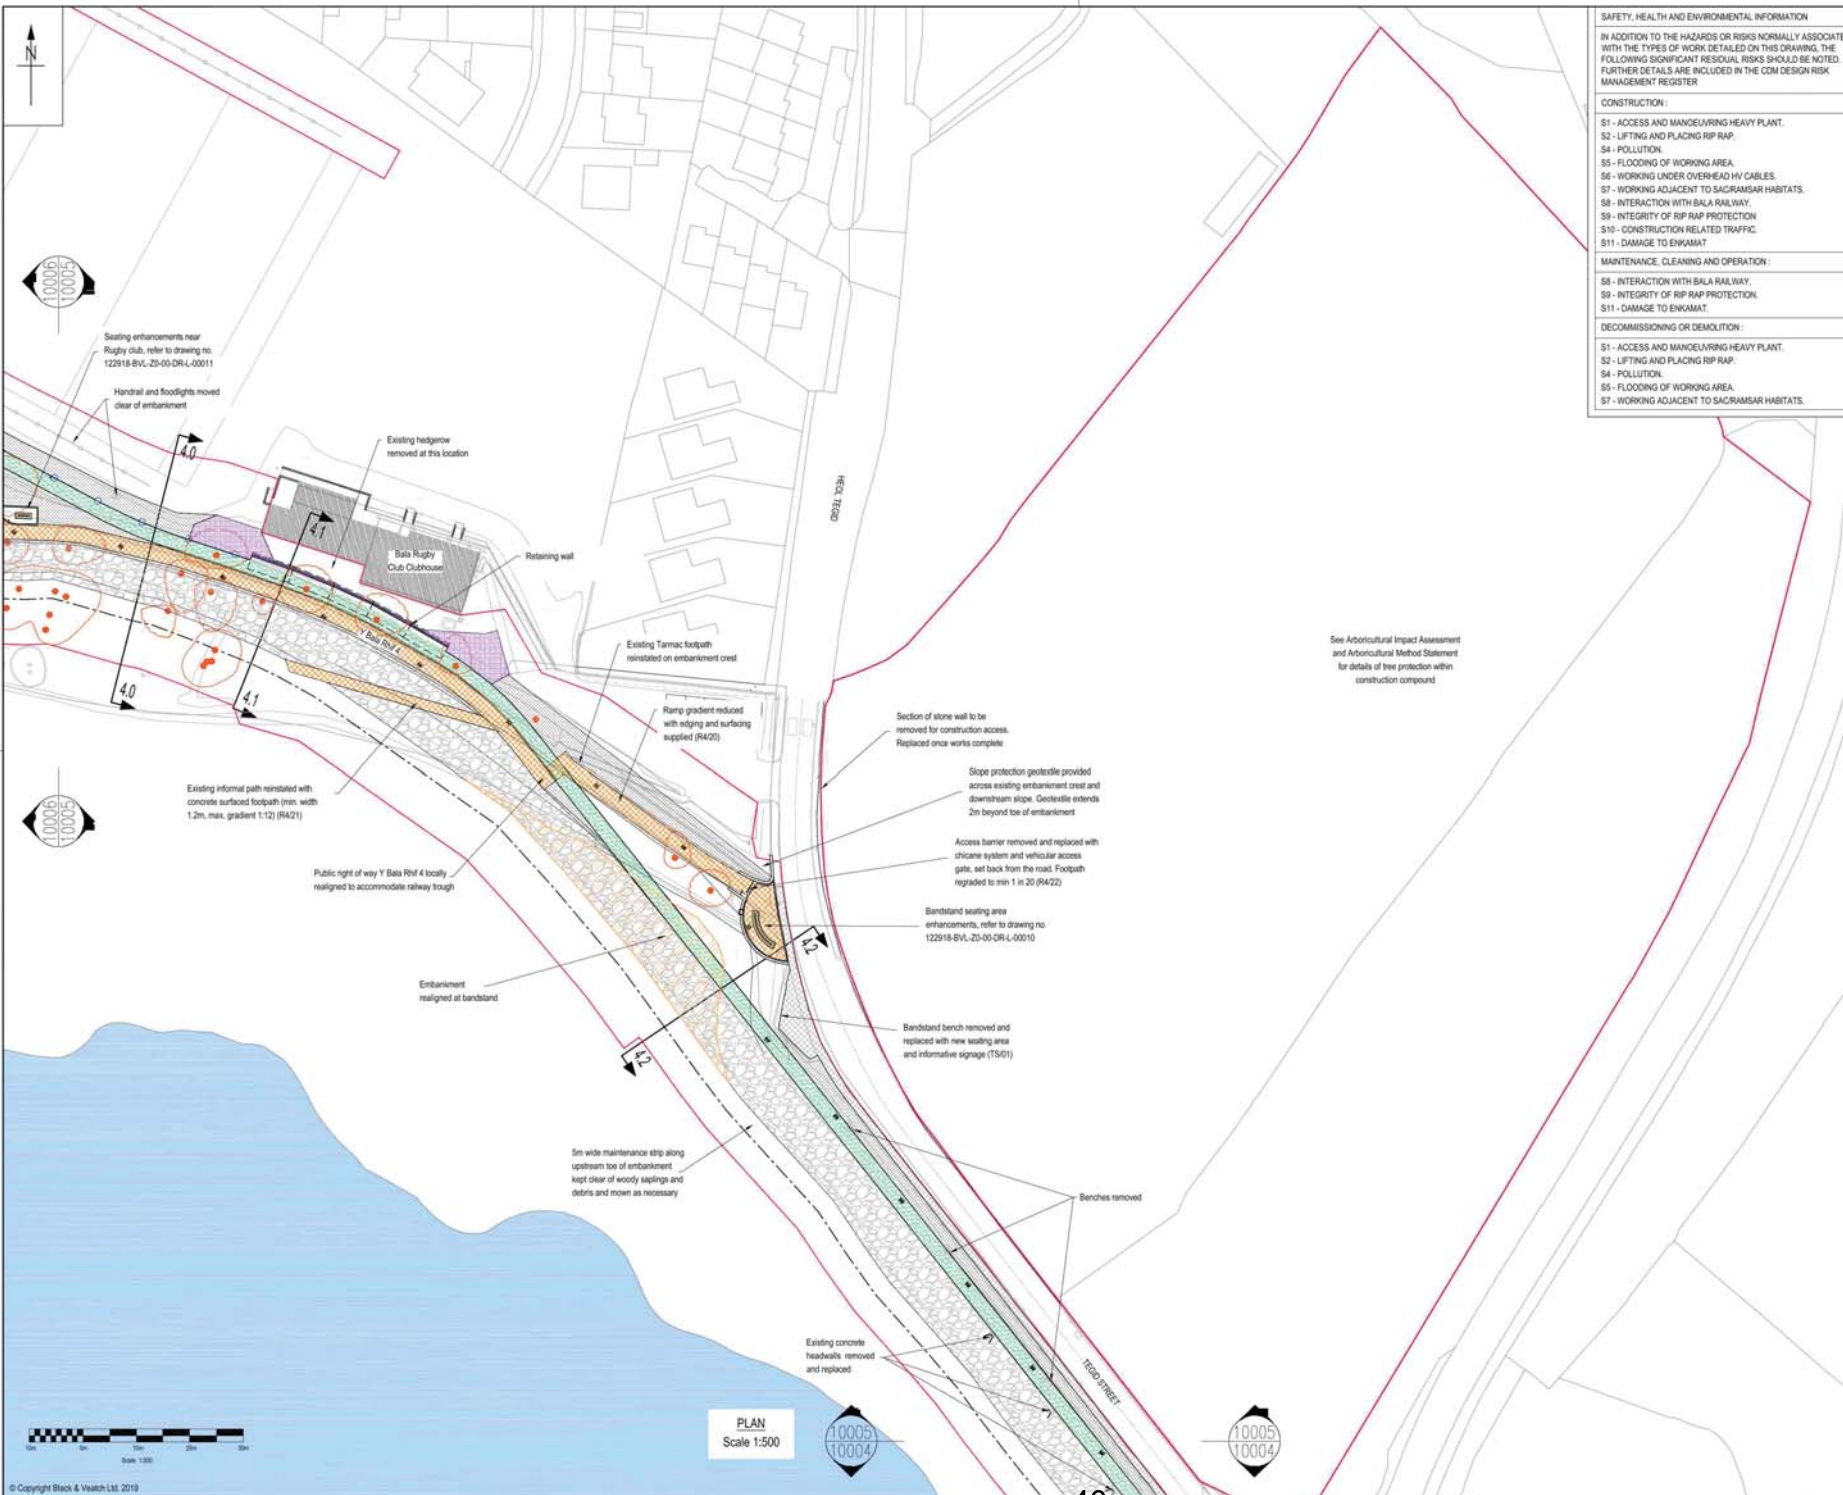 N
SAFETY, HEALTH AND ENVIRONMENTAL INFORMATION
IN ADDITION TO THE HAZARDS OR RISKS NORMALLY ASSOCIATE
WITH THE TYPES OF WORK DETAILED ON THIS DRAWING, THE
FOLLOWING SIGNIFICANT RESIDUAL RISKS SHOULD BE NOTED.
FURTHER DETAILS ARE INCLUDED IN THE CDM DESIGN RISK
MANAGEMENT REGISTER
CONSTRUCTION :
S1 - ACCESS AND MANOEUVRING HEAVY PLANT.
S2 - LIFTING AND PLACING RIP RAP.
S4 - POLLUTION.
S5 - FLOODING OF WORKING AREA.
S6 - WORKING UNDER OVERHEAD HV CABLES.
S7 - WORKING ADJACENT TO SAC/RAMSAR HABITATS.
S8 - INTERACTION WITH BALA RAILWAY.
S9 - INTEGRITY OF RIP RAP PROTECTION
S10 - CONSTRUCTION RELATED TRAFFIC.
S11 - DAMAGE TO ENKAMAT
MAINTENANCE, CLEANING AND OPERATION :
S8 - INTERACTION WITH BALA RAILWAY.
S9 - INTEGRITY OF RIP RAP PROTECTION.
S11 - DAMAGE TO ENKAMAT.
DECOMMISSIONING OR DEMOLITION :
S1 - ACCESS AND MANOEUVRING HEAVY PLANT.
S2 - LIFTING AND PLACING RIP RAP.
S4 - POLLUTION.
S5 - FLOODING OF WORKING AREA.
S7 - WORKING ADJACENT TO SAC/RAMSAR HABITATS.
10006
10005
Seating enhancements near
Rugby club, refer to drawing no.
122918-BVL-Z0-00-DR-L-00011
Handrail and floodlights moved
clear of embankment
4.0
Existing hedgerow
removed at this location
4.1
Bala Rugby
Club Clubhouse
Retaining wall
HEOL TEGID
Y Bala Rhif 4
Existing Tarmac footpath
reinstated on embankment crest
See Arboricultural Impact Assessment
and Arboricultural Method Statement
for details of tree protection within
construction compound
4.0
4.1
Ramp gradient reduced
with edging and surfacing
supplied (R4/20)
Section of stone wall to be
removed for construction access.
Replaced once works complete
Slope protection geotextile provided
across existing embankment crest and
downstream slope. Geotextile extends
2m beyond toe of embankment
Existing informal path reinstated with
concrete surfaced footpath (min. width
1.2m, max. gradient 1:12) (R4/21)
10006
10005
Access barrier removed and replaced with
chicane system and vehicular access
gate, set back from the road. Footpath
regraded to min 1 in 20 (R4/22)
Public right of way Y Bala Rhif 4 locally
realigned to accommodate railway trough
Bandstand seating area
enhancements, refer to drawing no.
122918-BVL-Z0-00-DR-L-00010
4.2
Embankment
realigned at bandstand
Bandstand bench removed and
replaced with new seating area
and informative signage (TS/01)
4.2
5m wide maintenance strip along
upstream toe of embankment
kept clear of woody saplings and
debris and mown as necessary
Benches removed
Existing concrete
headwalls removed
and replaced
TEGID STREET
PLAN
Scale 1:500
10005
10004
10005
10004
10m 0m 10m 20m 30m
Scale 1:500
© Copyright Black & Veatch Ltd. 2019